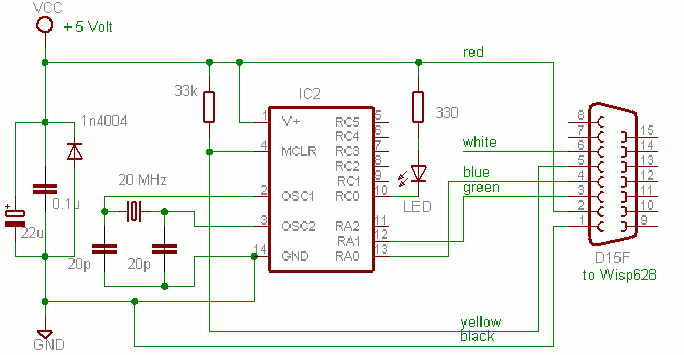 VCC
+5 Volt
red
33k
IC2
330
1n4004
1 V+ RC5 5
RC4 6
4 MCLR RC3 7
RC2 8
RC1 9
2 OSC1 RC0 10
LED
20 MHz
3 OSC2 RA2 11
RA1 12
14 GND RA0 13
white
blue
green
8
7 15
6 14
5 13
4 12
3 11
2 10
1 9
0.1u
22u
20p 20p
D15F
to Wisp628
yellow
black
GND